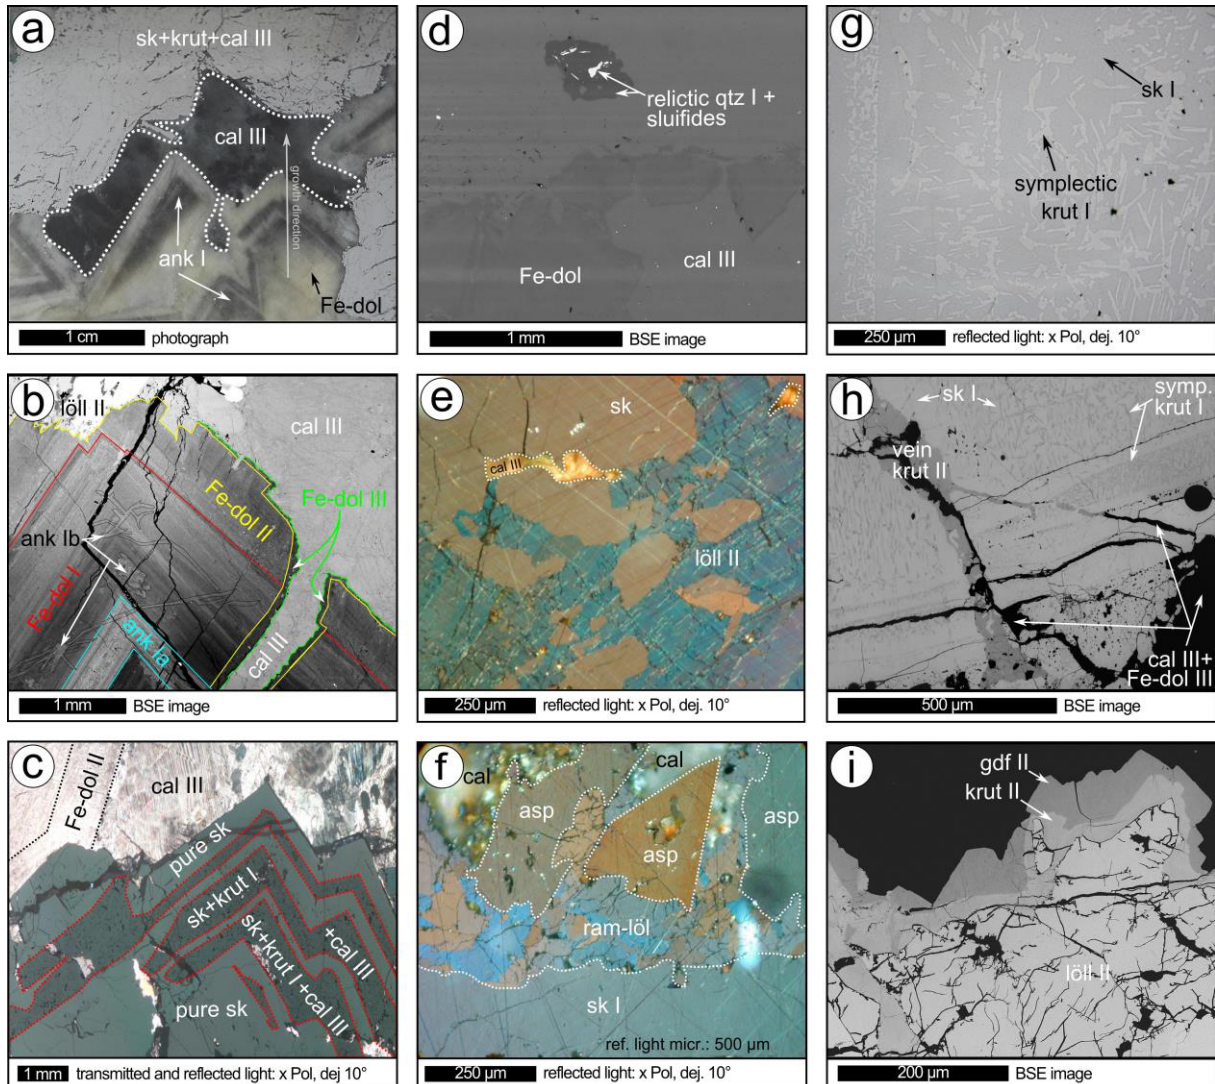 a
sk+krut+cal III
cal III
growth direction
ank I
Fe-dol
1 cm
photograph
b
löll II
cal III
Fe-dol III
Fe-dol II
ank Ib
Fe-dol I
ank Ia
cal III
1 mm
BSE image
c
Fe-dol II
cal III
pure sk
sk+krut I
+cal III
sk+krut I +cal III
pure sk
1 mm
transmitted and reflected light: x Pol, dej 10°
d
relictic qtz I +
sluifides
Fe-dol
cal III
1 mm
BSE image
e
sk
cal III
löll II
250 µm
reflected light: x Pol, dej. 10°
f
cal
cal
asp
asp
asp
ram-löl
sk I
ref. light micr.: 500 µm
250 µm
reflected light: x Pol, dej. 10°
g
sk I
symplectic
krut I
250 µm
reflected light: x Pol, dej. 10°
h
sk I
symp.
krut I
vein
krut II
cal III+
Fe-dol III
500 µm
BSE image
i
gdf II
krut II
löll II
200 µm
BSE image